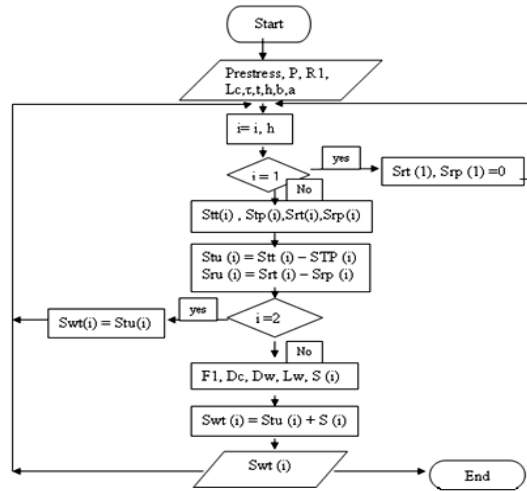 Start
Prestress, P, R1,
Lc,τ,t,h,b,a
i= i, h
i = 1
yes
Srt (1), Srp (1) =0
No
Stt(i) , Stp(i),Srt(i),Srp(i)
Stu (i) = Stt (i) – STP (i)
Sru (i) = Srt (i) – Srp (i)
i =2
yes
Swt(i) = Stu(i)
No
F1, Dc, Dw, Lw, S (i)
Swt (i) = Stu (i) + S (i)
Swt (i)
End